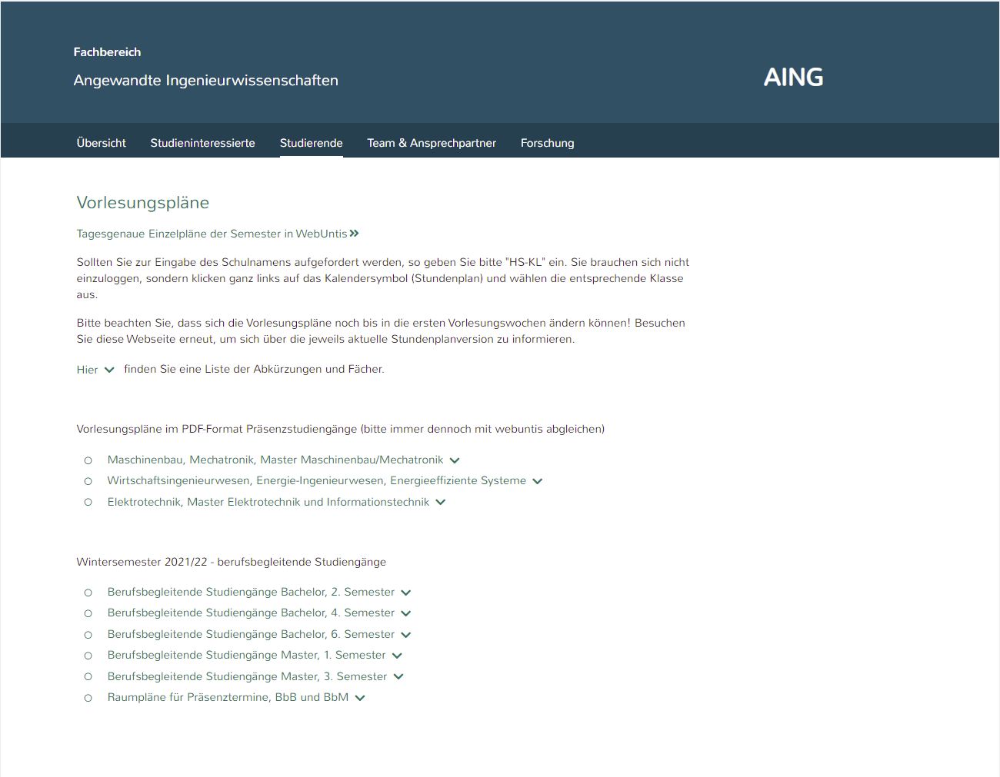 Fachbereich
Angewandte Ingenieurwissenschaften
AING
Übersicht Studieninteressierte Studierende Team & Ansprechpartner Forschung
Vorlesungspläne
Tagesgenaue Einzelpläne der Semester in WebUntis
Sollten Sie zur Eingabe des Schulnamens aufgefordert werden, so geben Sie bitte "HS-KL" ein. Sie brauchen sich nicht
einzuloggen, sondern klicken ganz links auf das Kalendersymbol (Stundenplan) und wählen die entsprechende Klasse
aus.
Bitte beachten Sie, dass sich die Vorlesungspläne noch bis in die ersten Vorlesungswochen ändern können! Besuchen
Sie diese Webseite erneut, um sich über die jeweils aktuelle Stundenplanversion zu informieren.
Hier finden Sie eine Liste der Abkürzungen und Fächer.
Vorlesungspläne im PDF-Format Präsenzstudiengänge (bitte immer dennoch mit webuntis abgleichen)
Maschinenbau, Mechatronik, Master Maschinenbau/Mechatronik
Wirtschaftsingenieurwesen, Energie-Ingenieurwesen, Energieeffiziente Systeme
Elektrotechnik, Master Elektrotechnik und Informationstechnik
Wintersemester 2021/22 - berufsbegleitende Studiengänge
Berufsbegleitende Studiengänge Bachelor, 2. Semester
Berufsbegleitende Studiengänge Bachelor, 4. Semester
Berufsbegleitende Studiengänge Bachelor, 6. Semester
Berufsbegleitende Studiengänge Master, 1. Semester
Berufsbegleitende Studiengänge Master, 3. Semester
Raumpläne für Präsenztermine, BbB und BbM